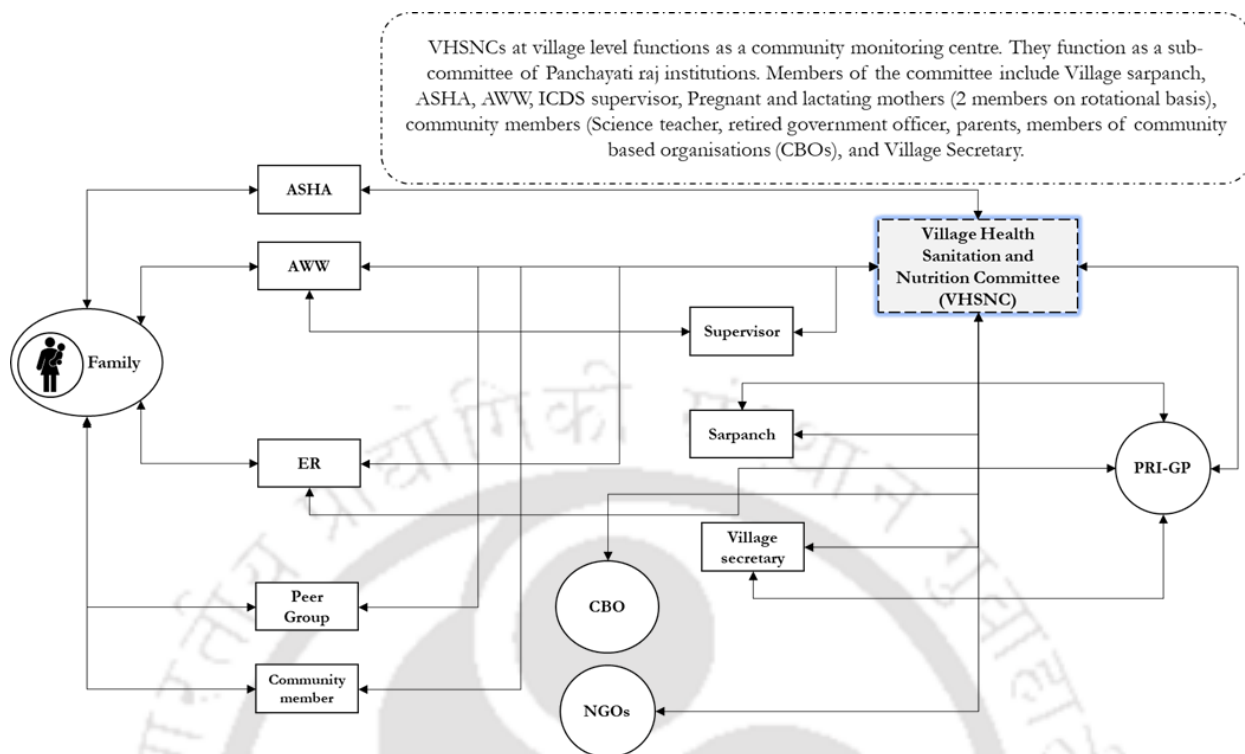 VHSNCs at village level functions as a community monitoring centre. They function as a sub-
committee of Panchayati raj institutions. Members of the committee include Village sarpanch,
ASHA, AWW, ICDS supervisor, Pregnant and lactating mothers (2 members on rotational basis),
community members (Science teacher, retired government officer, parents, members of community
based organisations (CBOs), and Village Secretary.
ASHA
Village Health
Sanitation and
Nutrition Committee
(VHSNC)
AWW
Supervisor
Family
Sarpanch
ER
PRI-GP
Village
secretary
Peer
Group
CBO
Community
member
NGOs
प्रौद्योगिकी संस्थान